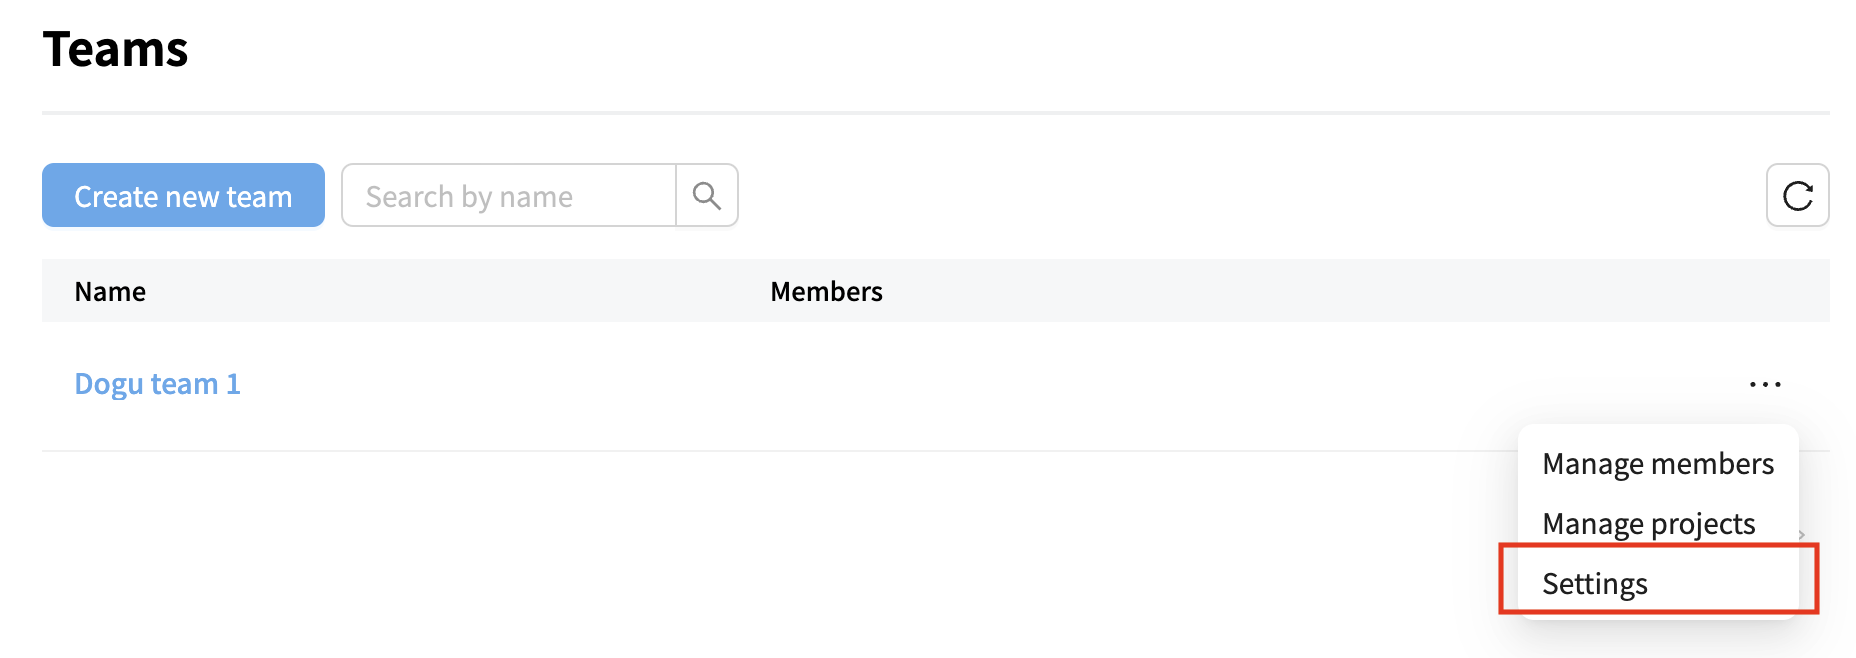 Teams
Create new team
Search by name
Name Members
Dogu team 1
Manage members
Manage projects
Settings